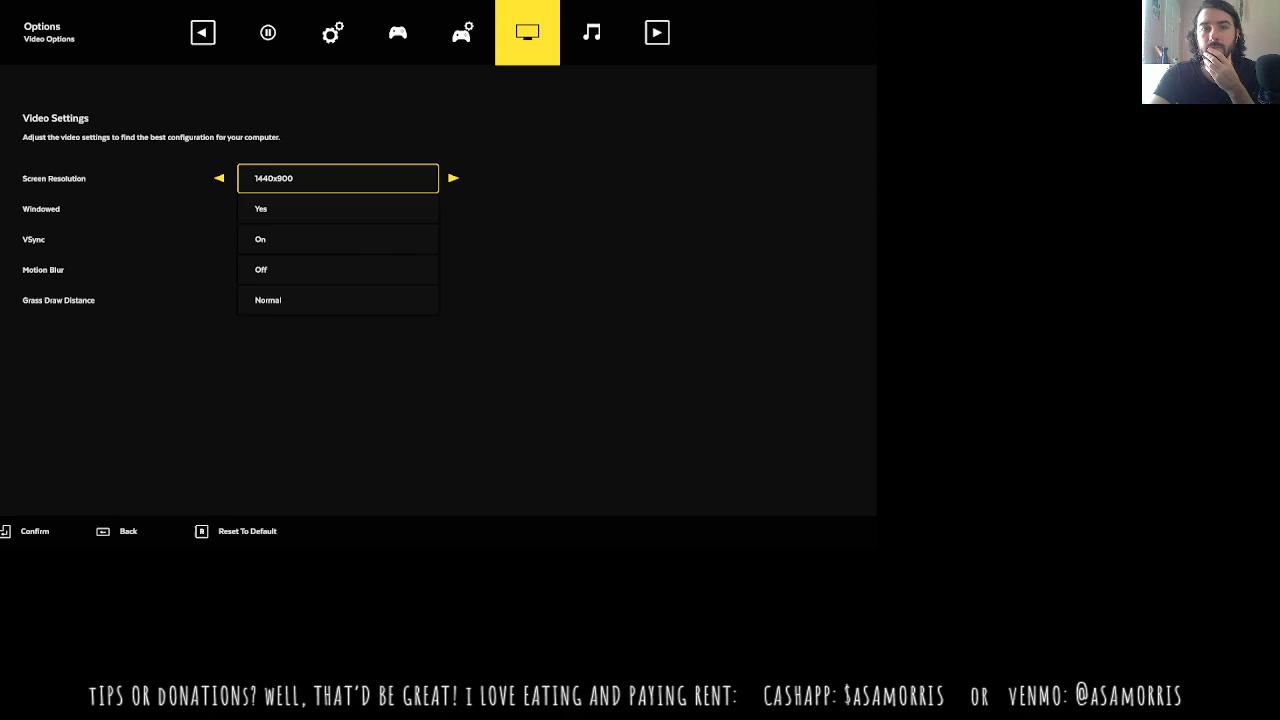 Options
Video Options
Video Settings
Adjust the video settings to find the best configuration for your computer.
Screen Resolution 1440x900
Windowed Yes
VSync On
Motion Blur Off
Grass Draw Distance Normal
Confirm Back R Reset To Default
TIPS OR DONATIONS? WELL, THAT'D BE GREAT! I LOVE EATING AND PAYING RENT: CASHAPP: $ASAMORRIS OR VENMO: @ASAMORRIS